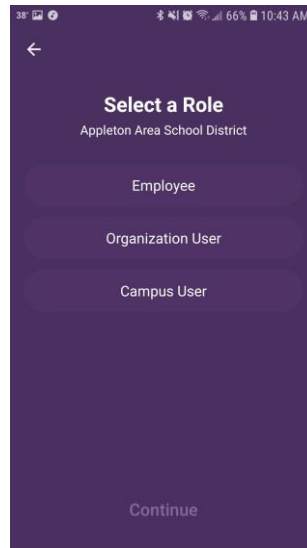 38° 66% 10:43 AM
Select a Role
Appleton Area School District
Employee
Organization User
Campus User
Continue